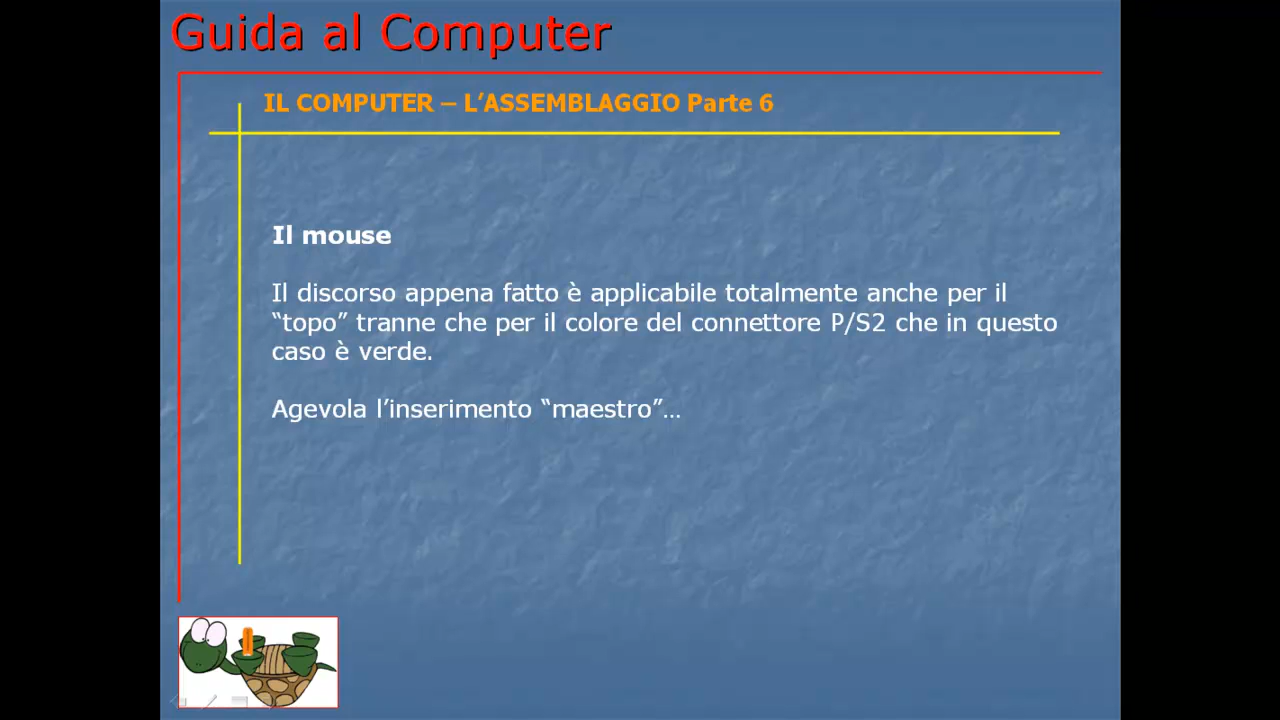 Guida al Computer
IL COMPUTER – L’ASSEMBLAGGIO Parte 6
Il mouse
Il discorso appena fatto è applicabile totalmente anche per il
“topo” tranne che per il colore del connettore P/S2 che in questo
caso è verde.
Agevola l’inserimento “maestro”…